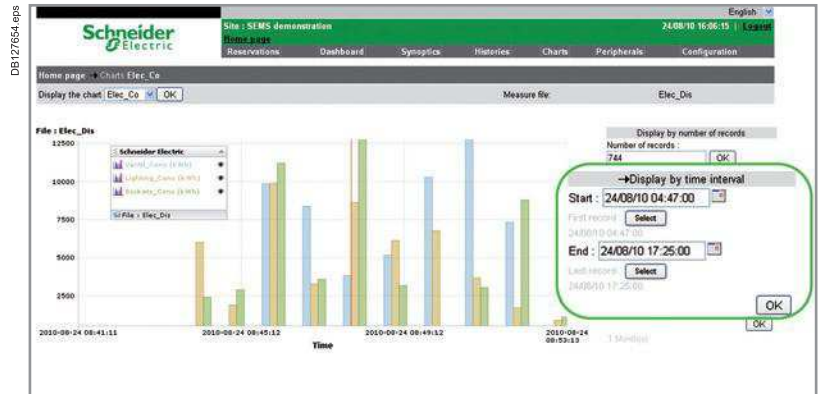 DB127654.eps
English
Schneider Electric
Site : SEMS demonstration
24/08/10 16:06:15 | Logout
Home page
Reservations Dashboard Synoptics Histories Charts Peripherals Configuration
Home page → Charts Elec_Co
Display the chart Elec_Co OK
Measure file: Elec_Dis
File : Elec_Dis
Display by number of records
Number of records :
744 OK
Schneider Electric
Lighting_Cons (kWh)
File : Elec_Dis
12500
10000
7500
5000
2500
→Display by time interval
Start : 24/08/10 04:47:00
First record Select
24/08/10 04:47:00
End : 24/08/10 17:25:00
Last record Select
24/08/10 17:25:00
OK
OK
2010-08-24 08:41:11
2010-08-24 08:45:12
2010-08-24 08:49:12
2010-08-24 08:53:13
Time